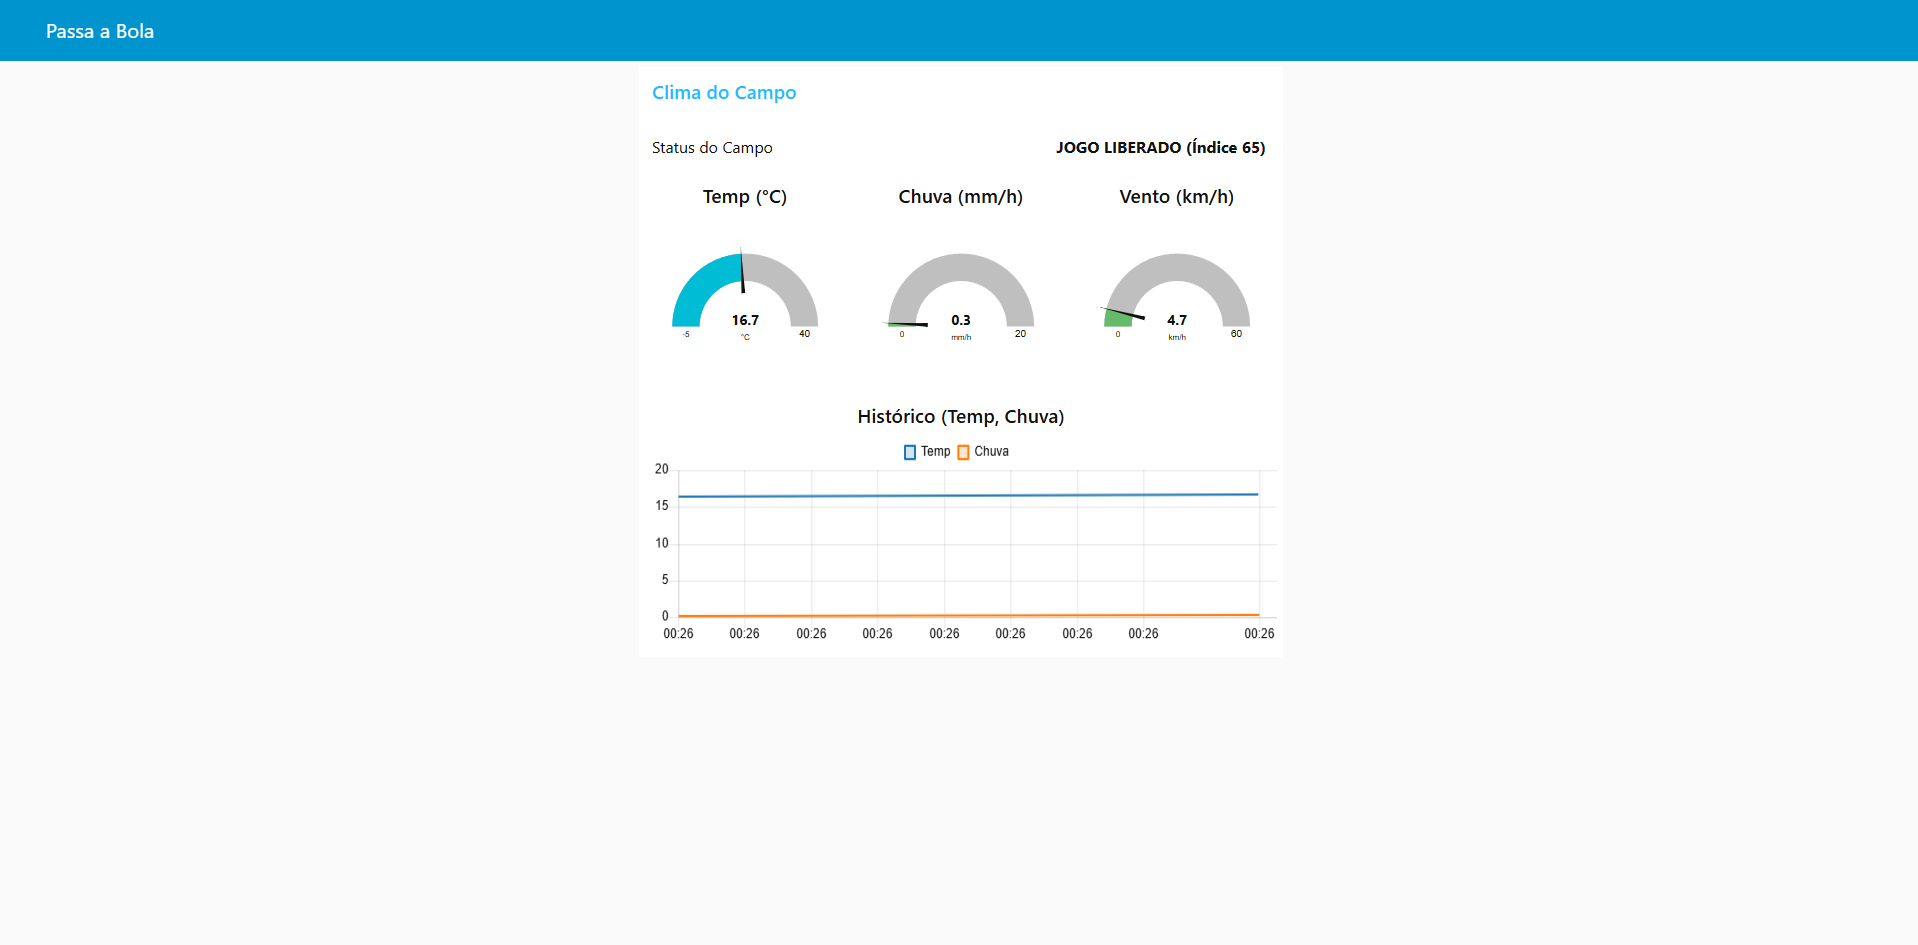 Passa a Bola
Clima do Campo
Status do Campo JOGO LIBERADO (Índice 65)
Temp (°C) Chuva (mm/h) Vento (km/h)
16.7 0.3 4.7
-5 °C 40 0 mm/h 20 0 km/h 60
Histórico (Temp, Chuva)
Temp Chuva
20
15
10
5
0
00:26 00:26 00:26 00:26 00:26 00:26 00:26 00:26 00:26